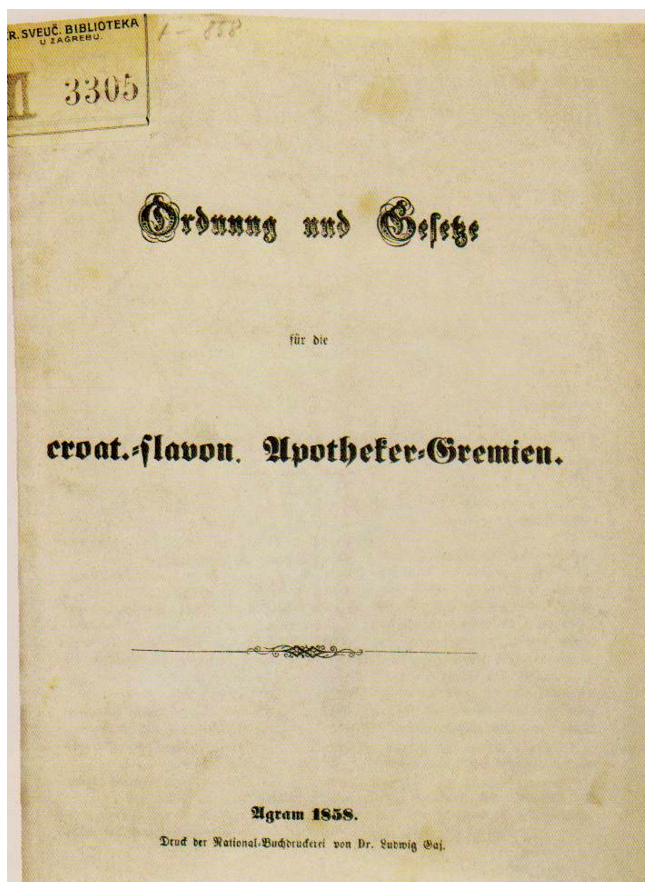 KR. SVEUČ. BIBLIOTEKA
U ZAGREBU.
3305
Ordnung und Gesetze
für die
croat.-slavon. Apotheker-Gremien.
Agram 1858.
Druck der National-Buchdruckerei von Dr. Ludwig Gaj.